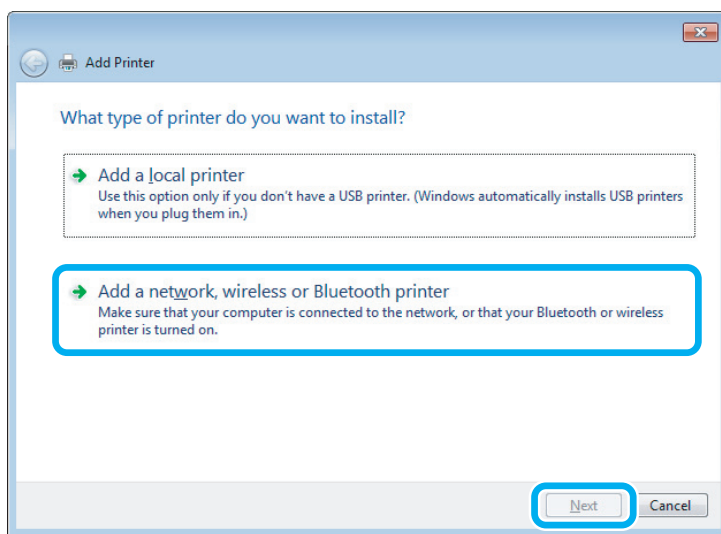 Add Printer
What type of printer do you want to install?
Add a local printer
Use this option only if you don't have a USB printer. (Windows automatically installs USB printers
when you plug them in.)
Add a network, wireless or Bluetooth printer
Make sure that your computer is connected to the network, or that your Bluetooth or wireless
printer is turned on.
Next Cancel